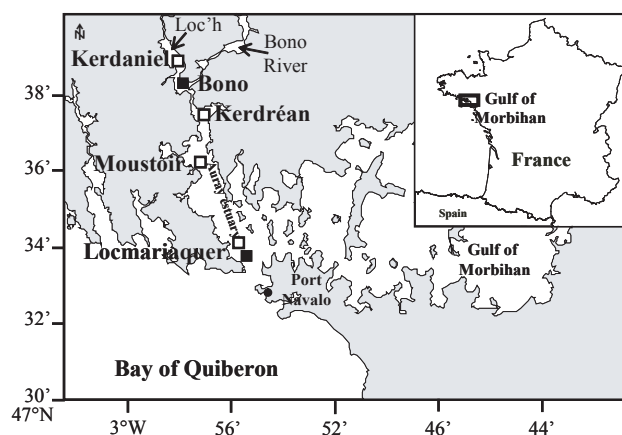 N
Loc'h
Kerdaniel
Bono
River
Bono
38'
Kerdréan
36'
Moustoir
Auray estuary
34'
Locmariaquer
Port
Navalo
32'
Bay of Quiberon
30'
47°N
3°W
56'
52'
46'
44'
Gulf of
Morbihan
France
Spain
Gulf of
Morbihan